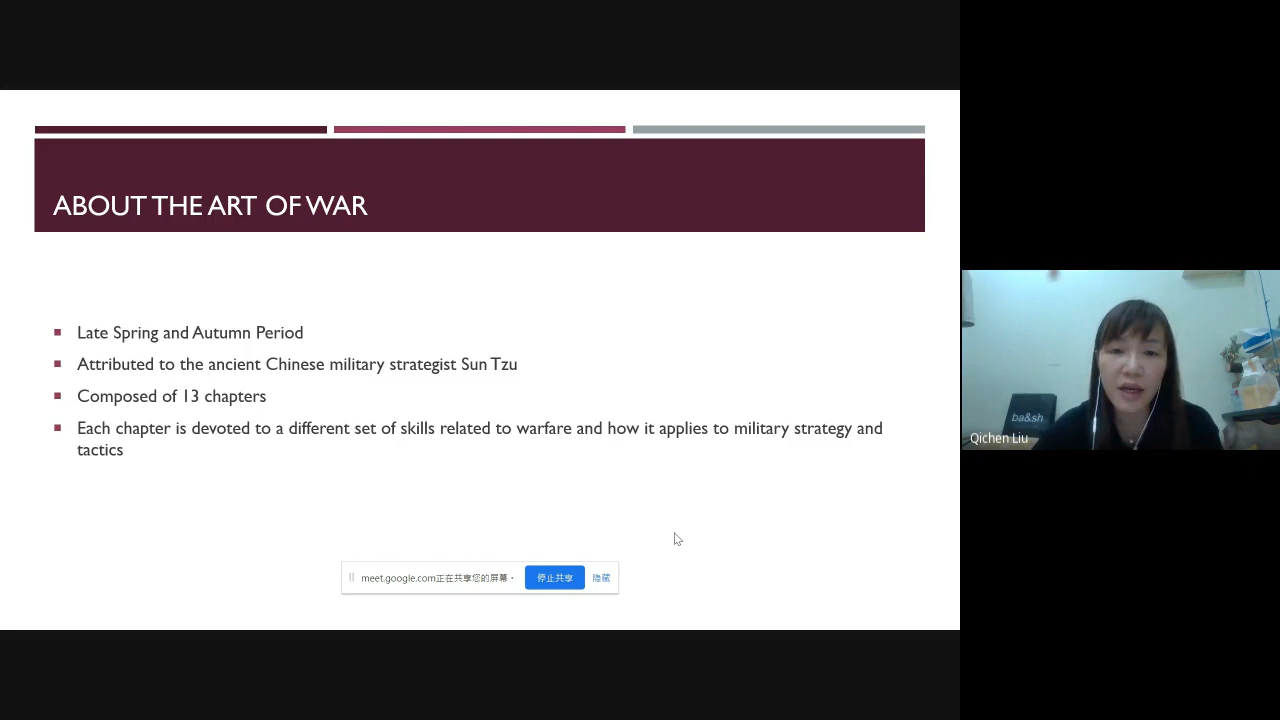 ABOUT THE ART OF WAR
Late Spring and Autumn Period
Attributed to the ancient Chinese military strategist Sun Tzu
Composed of 13 chapters
Each chapter is devoted to a different set of skills related to warfare and how it applies to military strategy and
tactics
meet.google.com正在共享您的屏幕。 停止共享 隐藏
ba&sh
Qichen Liu